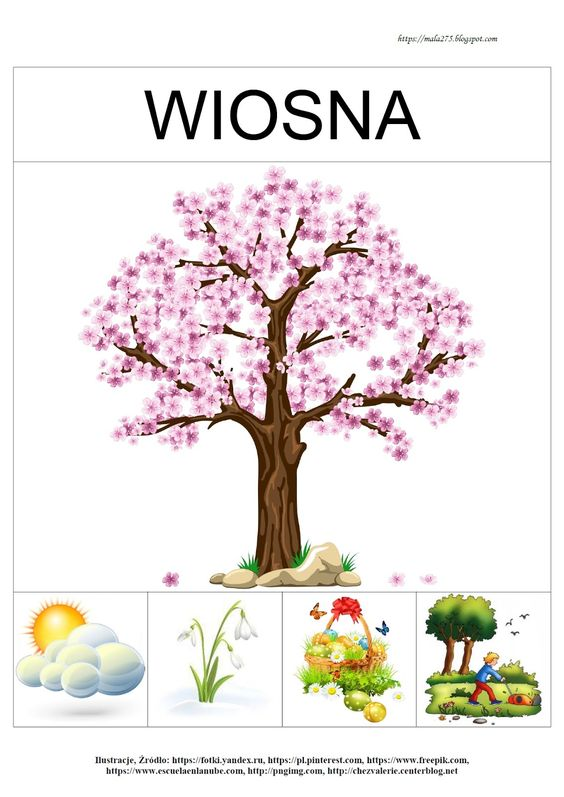 https://mala275.blogspot.com
WIOSNA
Ilustracje, Źródło: https://fotki.yandex.ru, https://pl.pinterest.com, https://www.freepik.com,
https://www.escuelaenlanube.com, http://pngimg.com, http://chezvalerie.centerblog.net